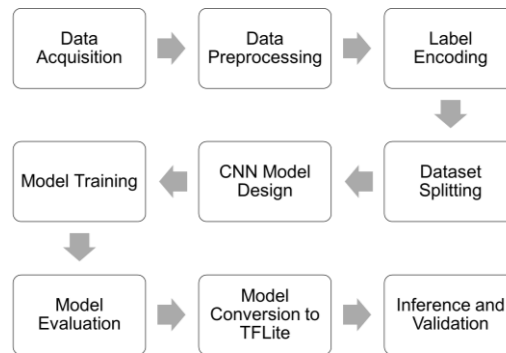 Data
Acquisition
Data
Preprocessing
Label
Encoding
Dataset
Splitting
CNN Model
Design
Model Training
Model
Evaluation
Model
Conversion to
TFLite
Inference and
Validation